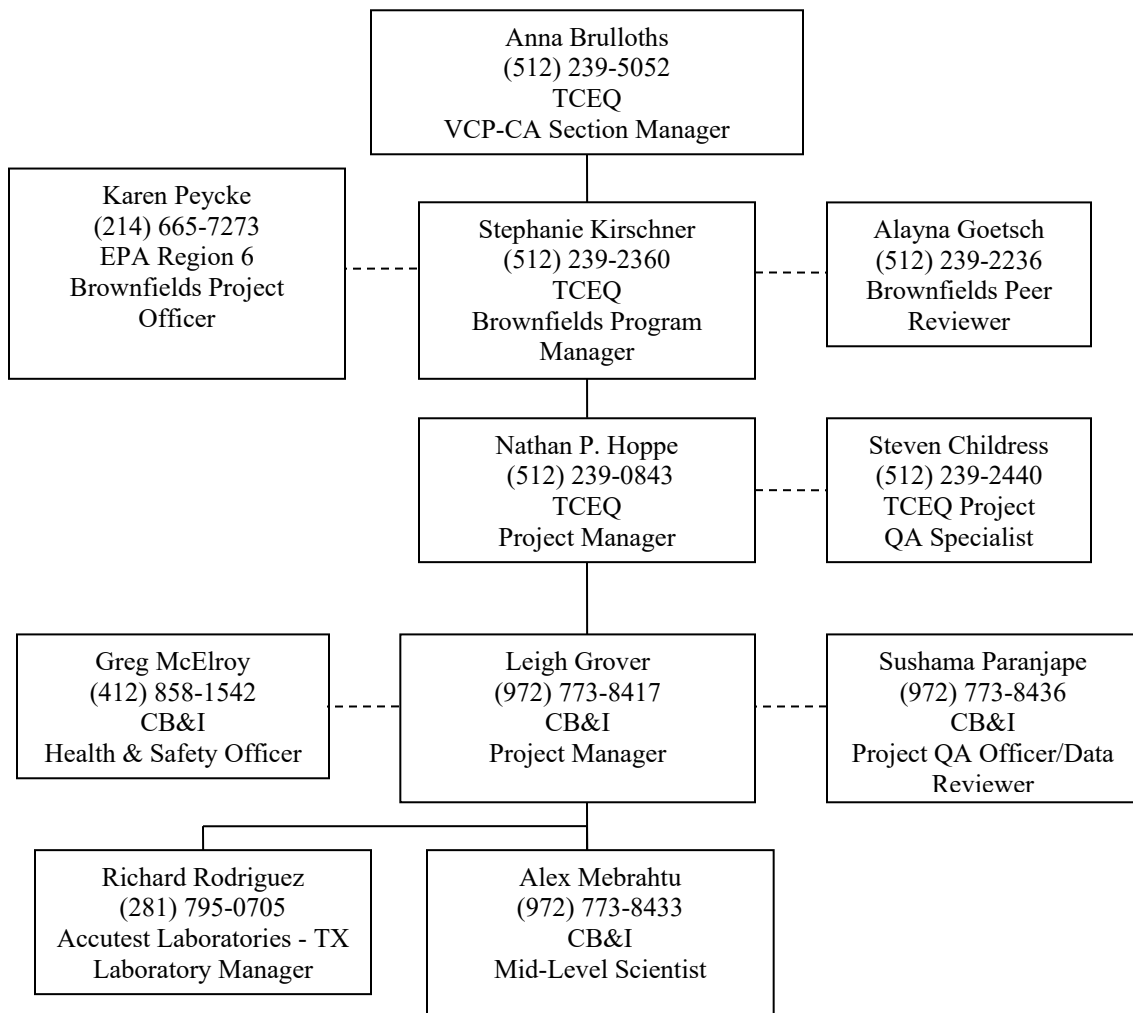 Anna Brulloths
(512) 239-5052
TCEQ
VCP-CA Section Manager
Karen Peycke
(214) 665-7273
EPA Region 6
Brownfields Project
Officer
Stephanie Kirschner
(512) 239-2360
TCEQ
Brownfields Program
Manager
Alayna Goetsch
(512) 239-2236
Brownfields Peer
Reviewer
Nathan P. Hoppe
(512) 239-0843
TCEQ
Project Manager
Steven Childress
(512) 239-2440
TCEQ Project
QA Specialist
Greg McElroy
(412) 858-1542
CB&I
Health & Safety Officer
Leigh Grover
(972) 773-8417
CB&I
Project Manager
Sushama Paranjape
(972) 773-8436
CB&I
Project QA Officer/Data
Reviewer
Richard Rodriguez
(281) 795-0705
Accutest Laboratories - TX
Laboratory Manager
Alex Mebrahtu
(972) 773-8433
CB&I
Mid-Level Scientist